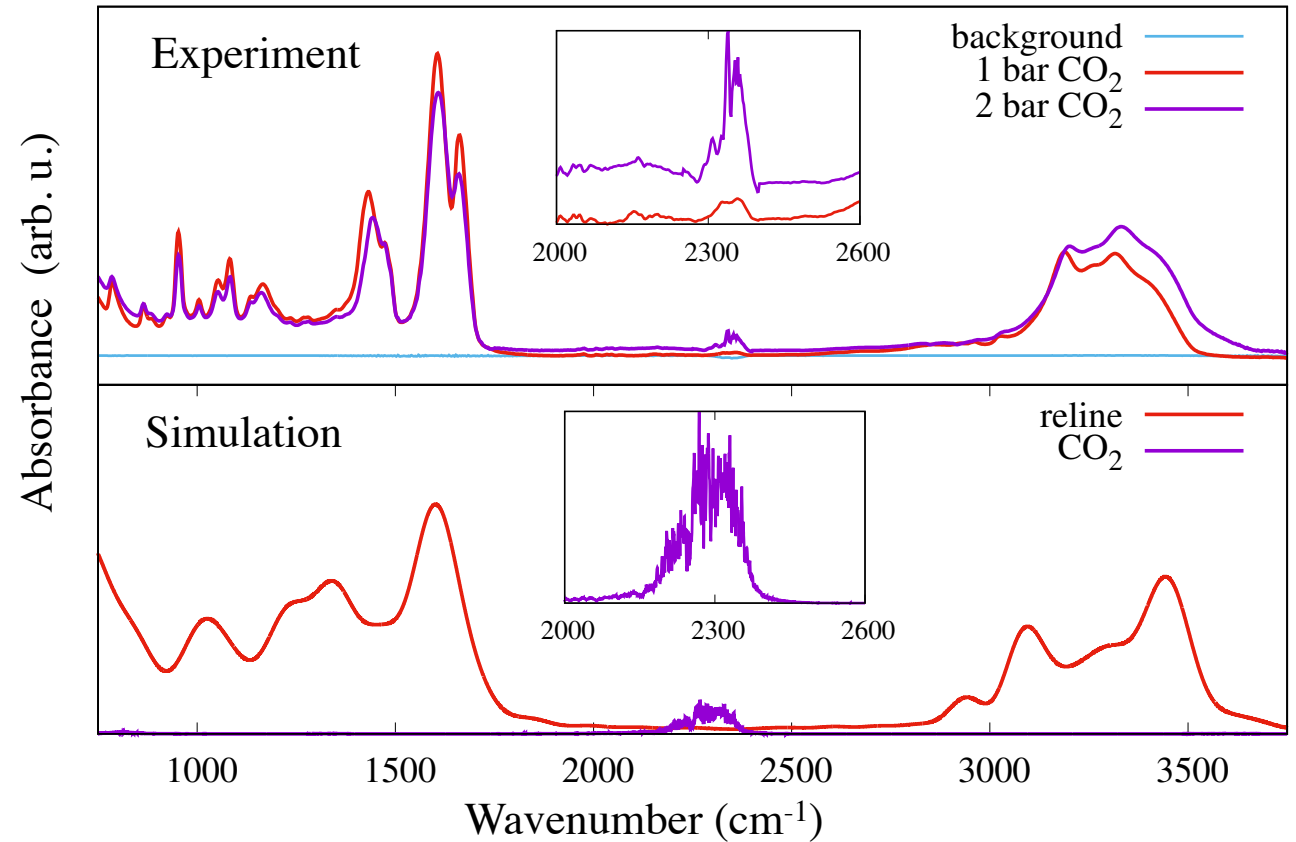 Experiment
background
1 bar CO2
2 bar CO2
2000 2300 2600
Absorbance (arb. u.)
Simulation
reline
CO2
2000 2300 2600
1000 1500 2000 2500 3000 3500
Wavenumber (cm-1)